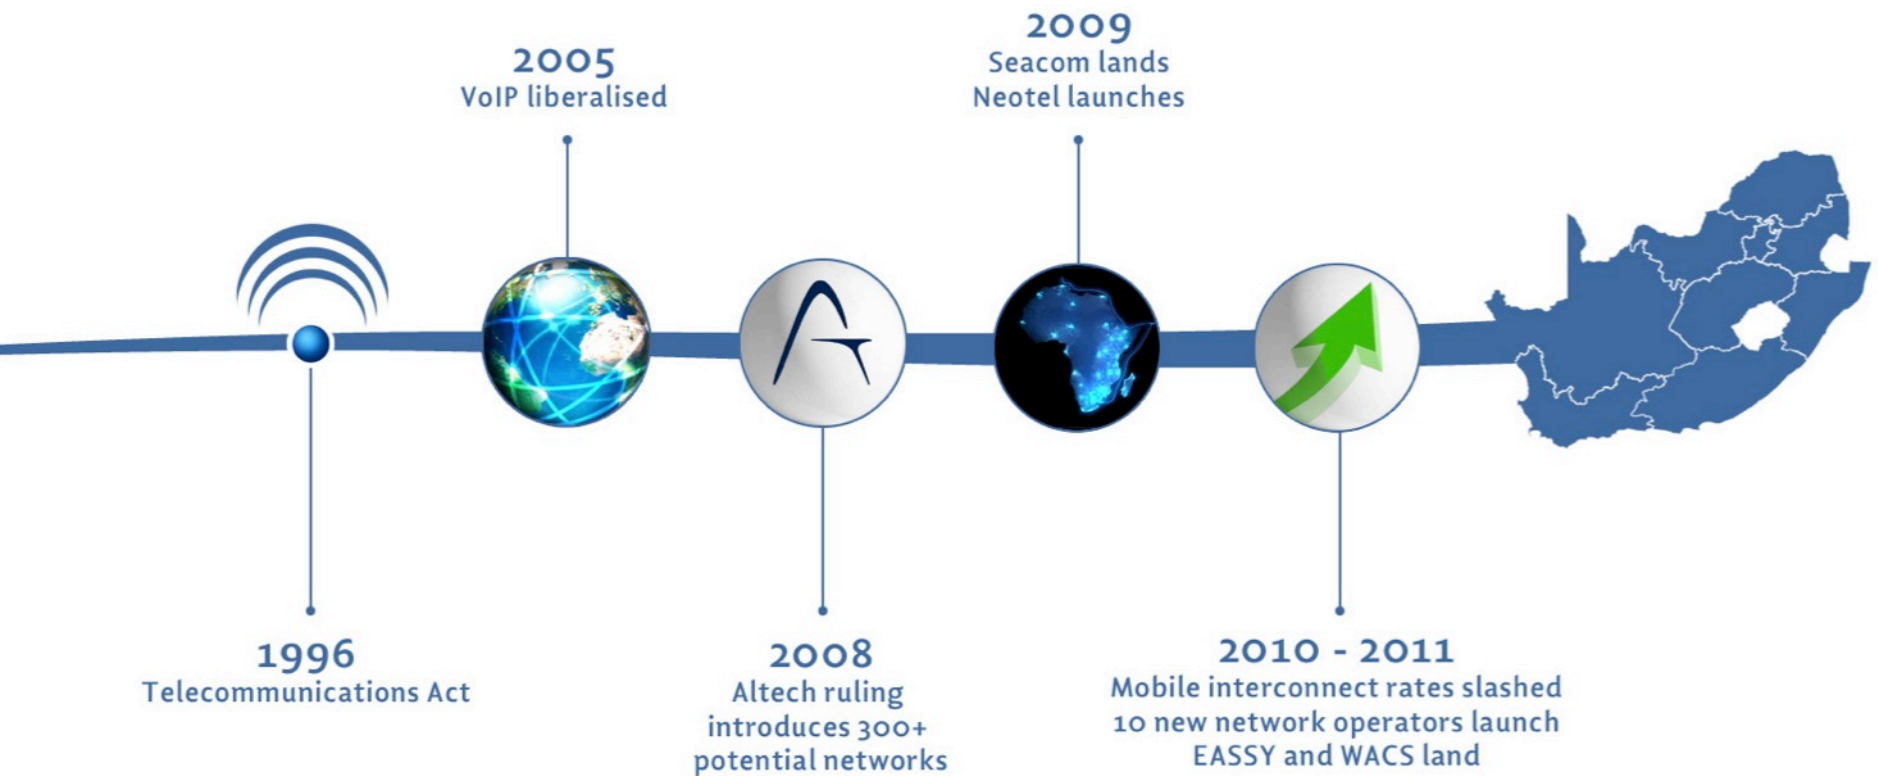 2005
VoIP liberalised
2009
Seacom lands
Neotel launches
1996
Telecommunications Act
2008
Altech ruling
introduces 300+
potential networks
2010 - 2011
Mobile interconnect rates slashed
10 new network operators launch
EASSY and WACS land